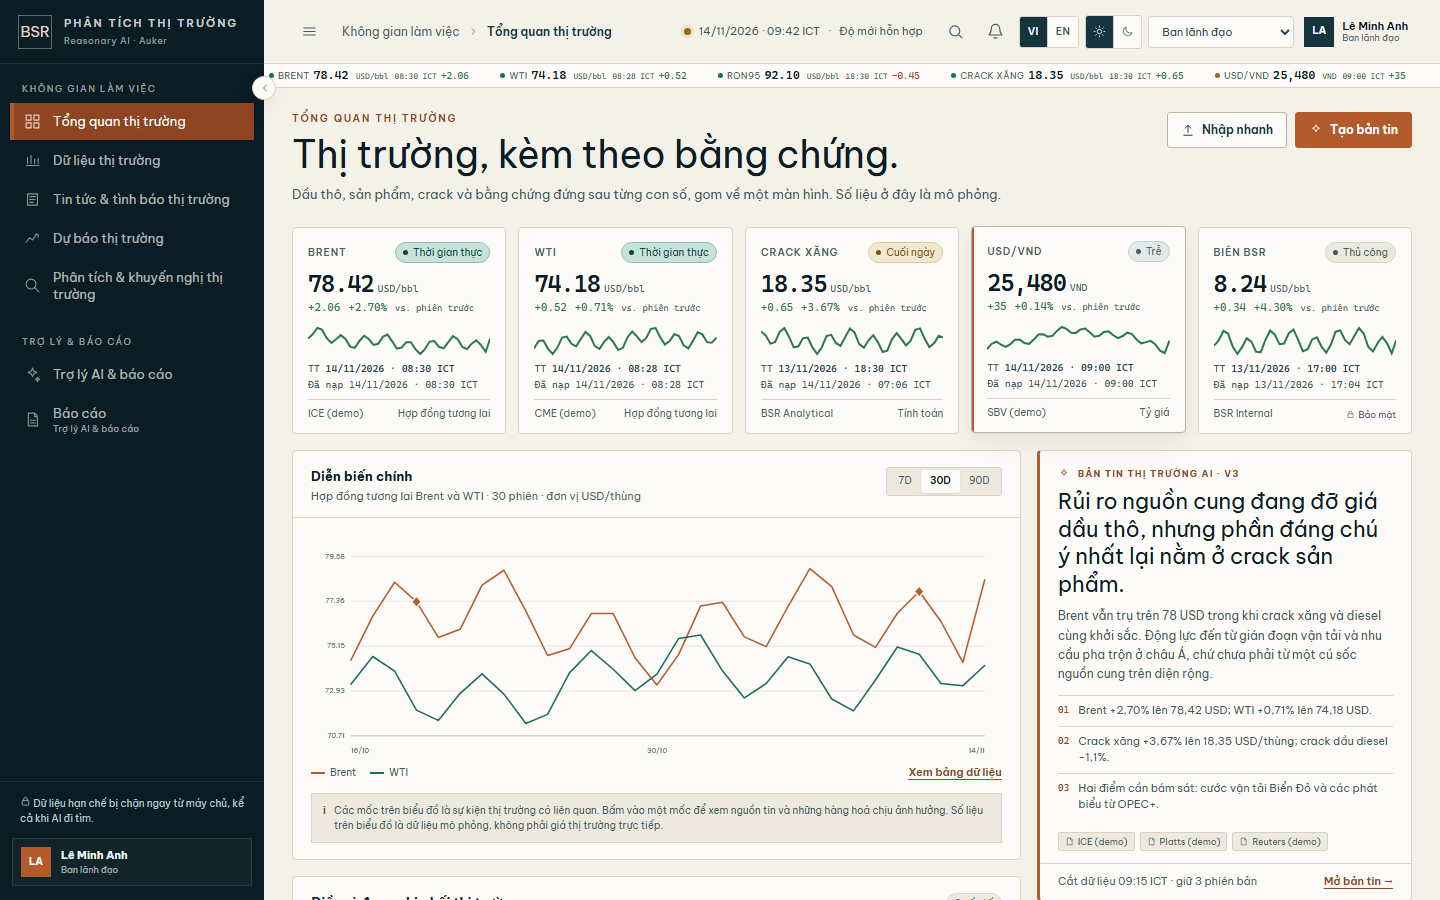 BSR
PHÂN TÍCH THỊ TRƯỜNG
Reasonary AI · Auker
KHÔNG GIAN LÀM VIỆC
Tổng quan thị trường
Dữ liệu thị trường
Tin tức & tình báo thị trường
Dự báo thị trường
Phân tích & khuyến nghị thị
trường
TRỢ LÝ & BÁO CÁO
Trợ lý AI & báo cáo
Báo cáo
Trợ lý AI & báo cáo
Dữ liệu hạn chế bị chặn ngay từ máy chủ, kể
cả khi AI đi tìm.
LA
Lê Minh Anh
Ban lãnh đạo
Không gian làm việc
Tổng quan thị trường
14/11/2026 · 09:42 ICT · Độ mới hỗn hợp
VI
EN
Ban lãnh đạo
LA
Lê Minh Anh
Ban lãnh đạo
BRENT 78.42 USD/bbl 08:30 ICT +2.06
WTI 74.18 USD/bbl 08:28 ICT +0.52
RON95 92.10 USD/bbl 18:30 ICT −0.45
CRACK XĂNG 18.35 USD/bbl 18:30 ICT +0.65
USD/VND 25,480 VND 09:00 ICT +35
TỔNG QUAN THỊ TRƯỜNG
Thị trường, kèm theo bằng chứng.
Dầu thô, sản phẩm, crack và bằng chứng đứng sau từng con số, gom về một màn hình. Số liệu ở đây là mô phỏng.
Nhập nhanh
Tạo bản tin
BRENT
Thời gian thực
78.42 USD/bbl
+2.06 +2.70% vs. phiên trước
TT 14/11/2026 · 08:30 ICT
Đã nạp 14/11/2026 · 08:30 ICT
ICE (demo)
Hợp đồng tương lai
WTI
Thời gian thực
74.18 USD/bbl
+0.52 +0.71% vs. phiên trước
TT 14/11/2026 · 08:28 ICT
Đã nạp 14/11/2026 · 08:28 ICT
CME (demo)
Hợp đồng tương lai
CRACK XĂNG
Cuối ngày
18.35 USD/bbl
+0.65 +3.67% vs. phiên trước
TT 13/11/2026 · 18:30 ICT
Đã nạp 14/11/2026 · 07:06 ICT
BSR Analytical
Tính toán
USD/VND
Trễ
25,480 VND
+35 +0.14% vs. phiên trước
TT 14/11/2026 · 09:00 ICT
Đã nạp 14/11/2026 · 09:00 ICT
SBV (demo)
Tỷ giá
BIÊN BSR
Thủ công
8.24 USD/bbl
+0.34 +4.30% vs. phiên trước
TT 13/11/2026 · 17:00 ICT
Đã nạp 13/11/2026 · 17:04 ICT
BSR Internal
Bảo mật
Diễn biến chính
Hợp đồng tương lai Brent và WTI · 30 phiên · đơn vị USD/thùng
7D
30D
90D
79.58
77.36
75.15
72.93
70.71
16/10
30/10
14/11
Brent
WTI
Xem bảng dữ liệu
i
Các mốc trên biểu đồ là sự kiện thị trường có liên quan. Bấm vào một mốc để xem nguồn tin và những hàng hoá chịu ảnh hưởng. Số liệu
trên biểu đồ là dữ liệu mô phỏng, không phải giá thị trường trực tiếp.
BẢN TIN THỊ TRƯỜNG AI · V3
Rủi ro nguồn cung đang đỡ giá
dầu thô, nhưng phần đáng chú
ý nhất lại nằm ở crack sản
phẩm.
Brent vẫn trụ trên 78 USD trong khi crack xăng và diesel
cùng khởi sắc. Động lực đến từ gián đoạn vận tải và nhu
cầu pha trộn ở châu Á, chứ chưa phải từ một cú sốc
nguồn cung trên diện rộng.
01 Brent +2,70% lên 78,42 USD; WTI +0,71% lên 74,18 USD.
02 Crack xăng +3,67% lên 18,35 USD/thùng; crack dầu diesel
−1,1%.
03 Hai điểm cần bám sát: cước vận tải Biển Đỏ và các phát
biểu từ OPEC+.
ICE (demo)
Platts (demo)
Reuters (demo)
Cắt dữ liệu 09:15 ICT · giữ 3 phiên bản
Mở bản tin →